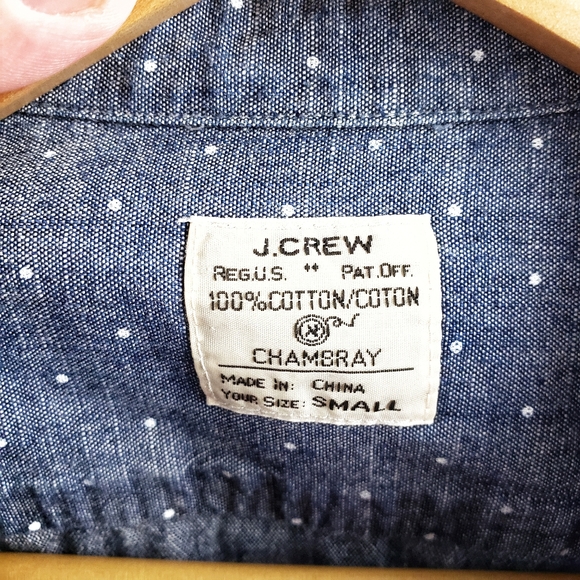 J.CREW
REG.U.S. " PAT.OFF.
100%COTTON/COTON
CHAMBRAY
MADE IN: CHINA
YOUR SIZE: SMALL